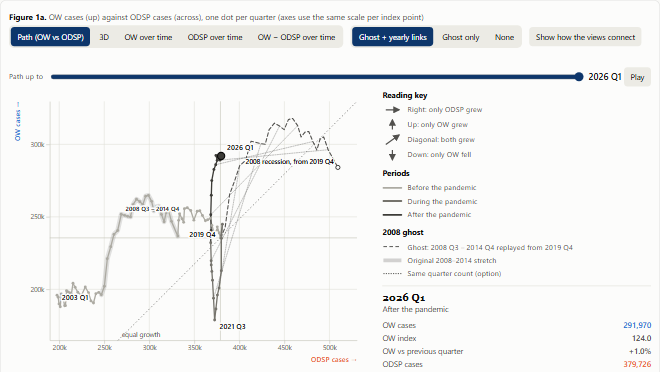 Figure 1a. OW cases (up) against ODSP cases (across), one dot per quarter (axes use the same scale per index point)
Path (OW vs ODSP) 3D OW over time ODSP over time OW − ODSP over time Ghost + yearly links Ghost only None Show how the views connect
Path up to 2026 Q1 Play
OW cases →
300k
250k
200k
200k 250k 300k 350k 400k 450k 500k
ODSP cases →
2026 Q1
2008 recession, from 2019 Q4
2008 Q3 – 2014 Q4
2019 Q4
2003 Q1
2021 Q3
equal growth
Reading key
Right: only ODSP grew
Up: only OW grew
Diagonal: both grew
Down: only OW fell
Periods
Before the pandemic
During the pandemic
After the pandemic
2008 ghost
Ghost: 2008 Q3 – 2014 Q4 replayed from 2019 Q4
Original 2008–2014 stretch
Same quarter count (option)
2026 Q1
After the pandemic
OW cases 291,970
OW index 124.0
OW vs previous quarter +1.0%
ODSP cases 379,726